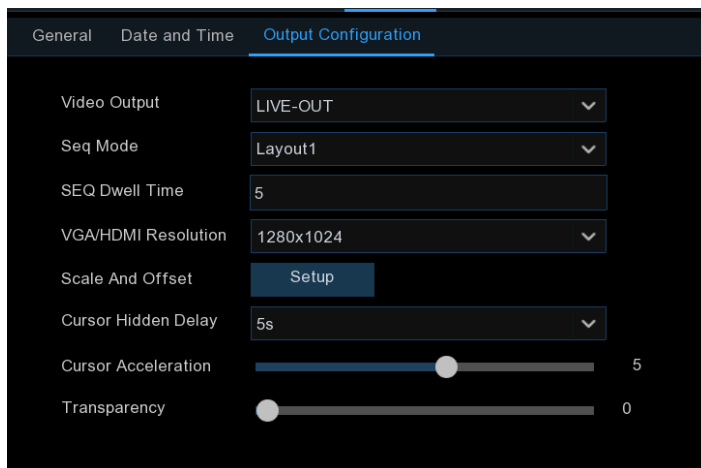 General Date and Time Output Configuration
Video Output LIVE-OUT
Seq Mode Layout1
SEQ Dwell Time 5
VGA/HDMI Resolution 1280x1024
Scale And Offset Setup
Cursor Hidden Delay 5s
Cursor Acceleration 5
Transparency 0